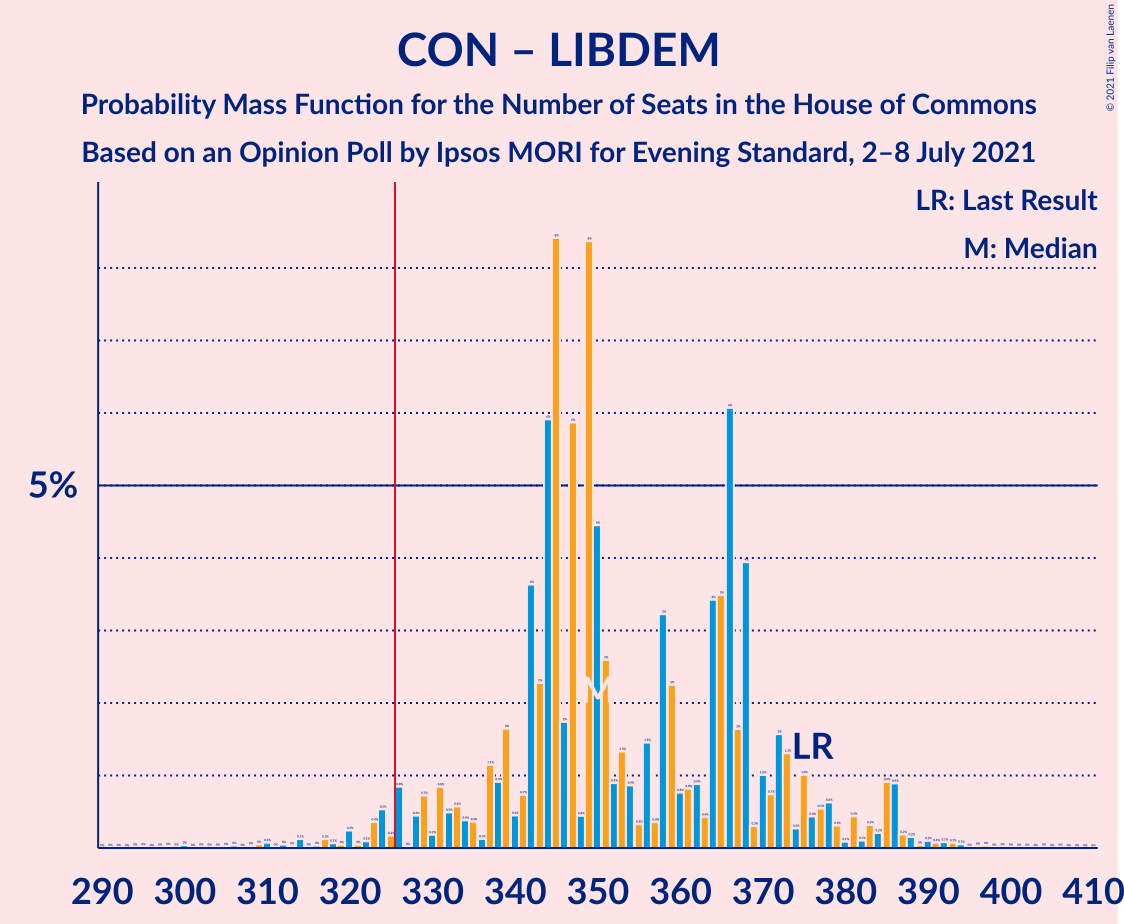 © 2021 Filip van Laenen
CON – LIBDEM
Probability Mass Function for the Number of Seats in the House of Commons
Based on an Opinion Poll by Ipsos MORI for Evening Standard, 2–8 July 2021
LR: Last Result
M: Median
5%
M
LR
290 300 310 320 330 340 350 360 370 380 390 400 410